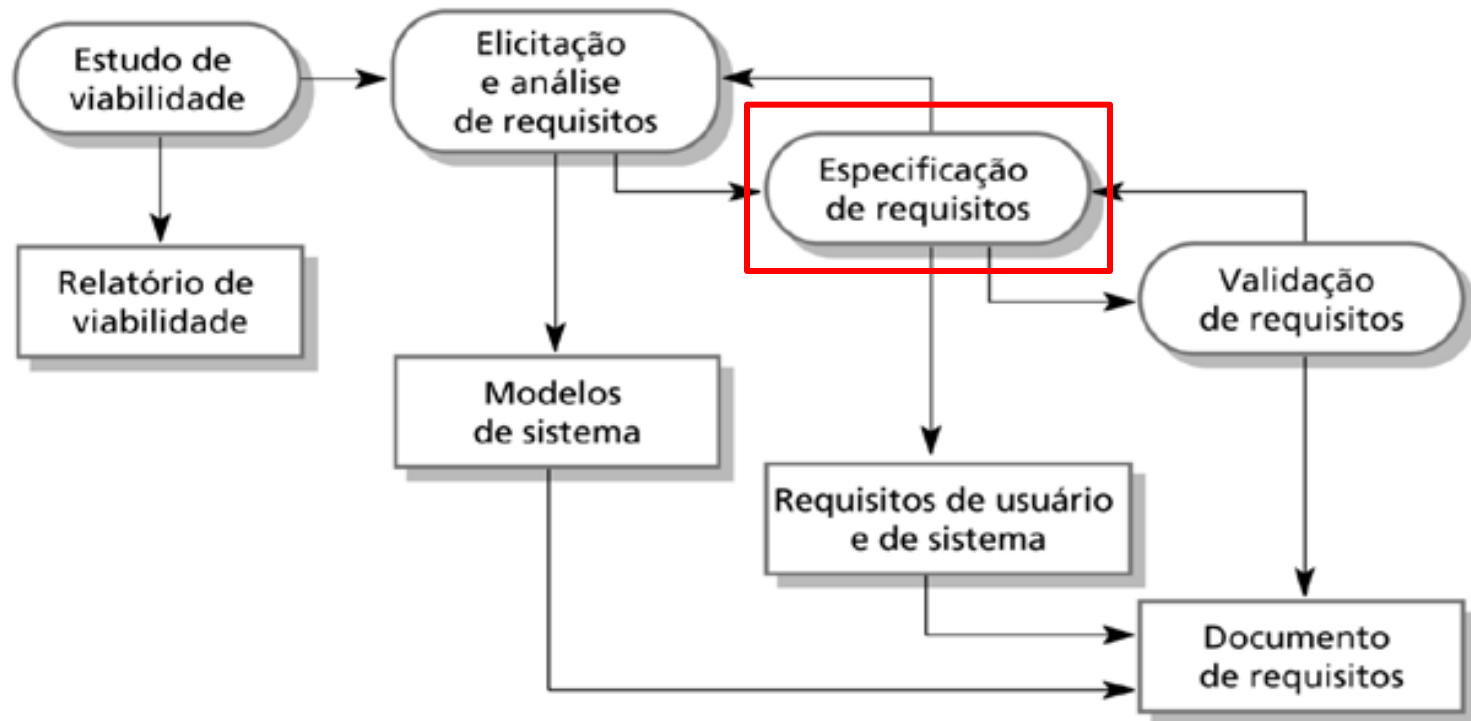 Estudo de
viabilidade
Elicitação
e análise
de requisitos
Especificação
de requisitos
Validação
de requisitos
Relatório de
viabilidade
Modelos
de sistema
Requisitos de usuário
e de sistema
Documento
de requisitos